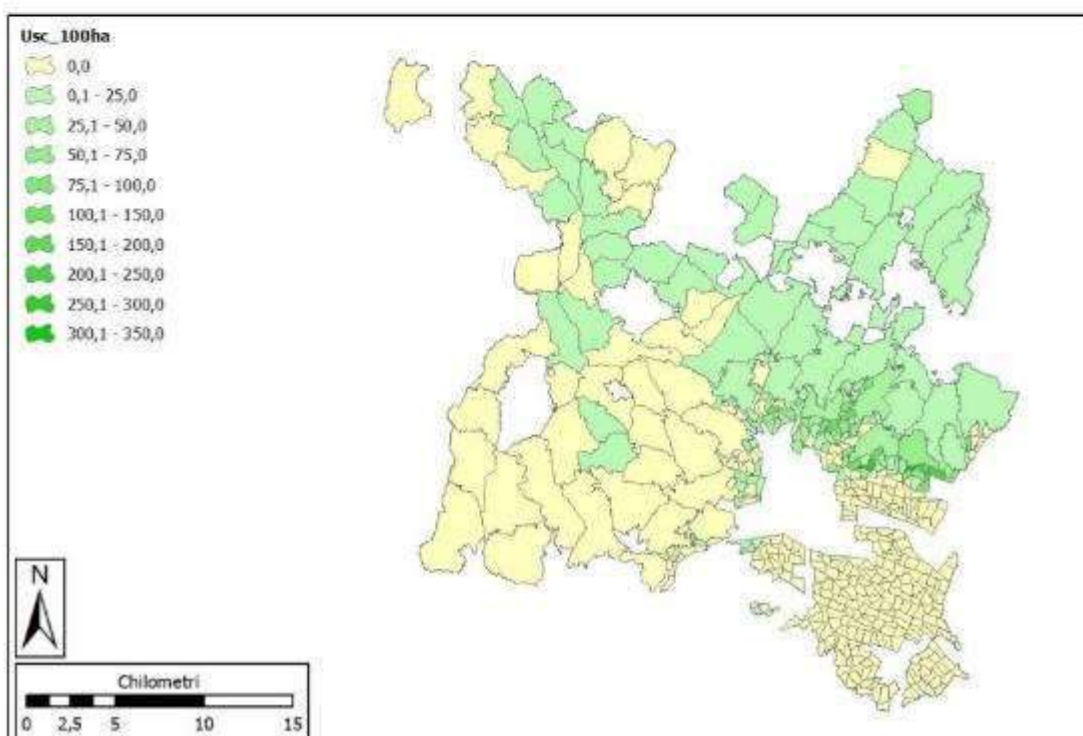 Usc_100ha
0,0
0,1 - 25,0
25,1 - 50,0
50,1 - 75,0
75,1 - 100,0
100,1 - 150,0
150,1 - 200,0
200,1 - 250,0
250,1 - 300,0
300,1 - 350,0
N
Chilometri
0 2,5 5 10 15